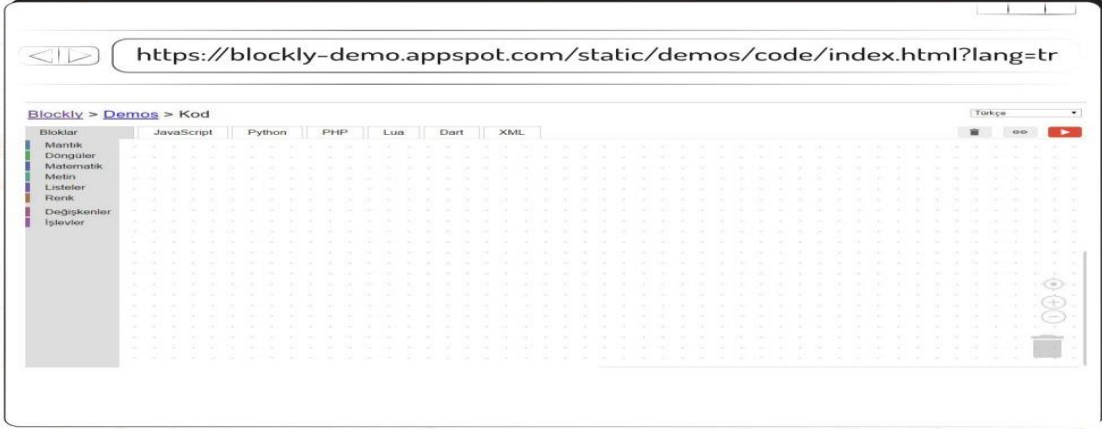 https://blockly-demo.appspot.com/static/demos/code/index.html?lang=tr
Blockly > Demos > Kod
Türkçe
Bloklar JavaScript Python PHP Lua Dart XML
Mantık
Döngüler
Matematik
Metin
Listeler
Renk
Değişkenler
İşlevler